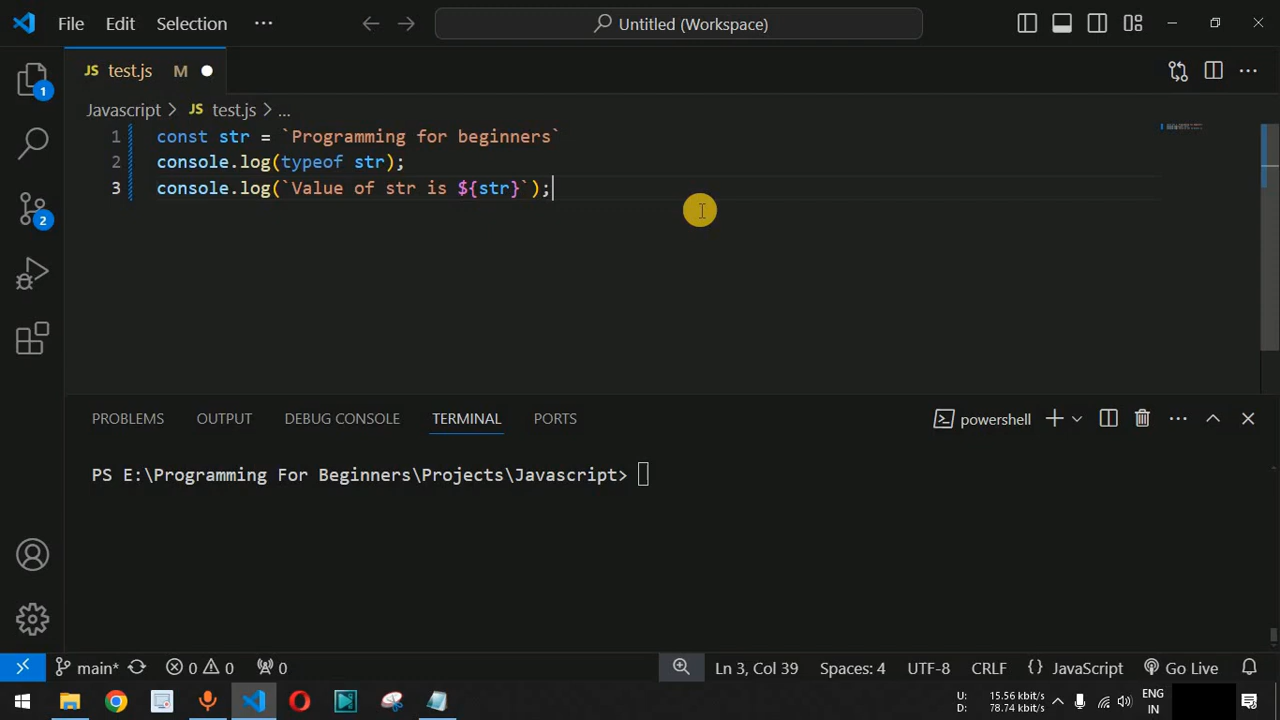 File Edit Selection ··· Untitled (Workspace)
JS test.js M
Javascript > JS test.js > ...
1 const str = `Programming for beginners`
2 console.log(typeof str);
3 console.log(`Value of str is ${str}`);
PROBLEMS OUTPUT DEBUG CONSOLE TERMINAL PORTS powershell
PS E:\Programming For Beginners\Projects\Javascript>
1
2
main* 0 0 0 Ln 3, Col 39 Spaces: 4 UTF-8 CRLF {} JavaScript Go Live
U: 15.56 kbit/s ENG
D: 78.74 kbit/s IN